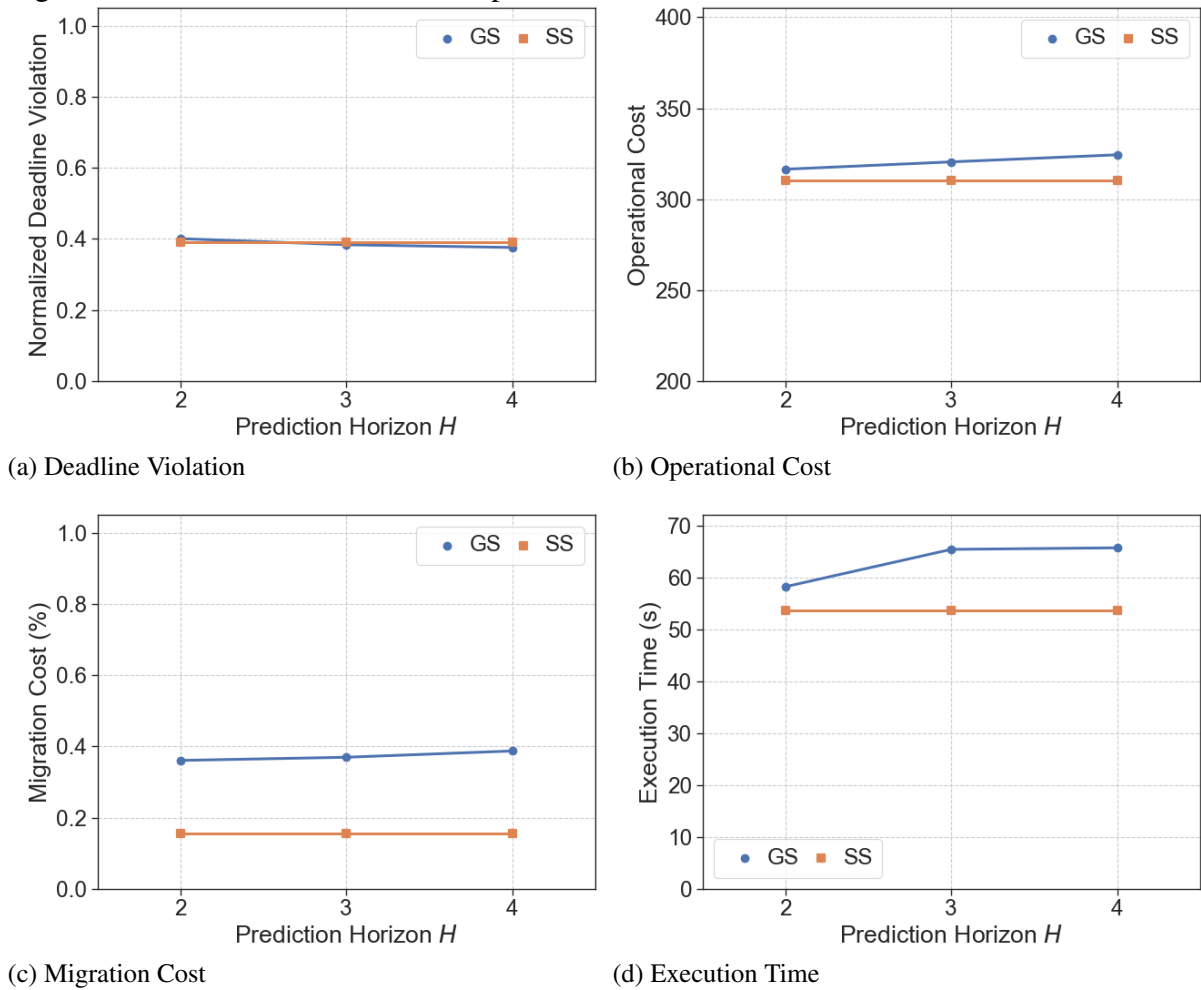 1.0
0.8
0.6
0.4
0.2
0.0
Normalized Deadline Violation
GS SS
2 3 4
Prediction Horizon H
(a) Deadline Violation
400
350
300
250
200
Operational Cost
GS SS
2 3 4
Prediction Horizon H
(b) Operational Cost
1.0
0.8
0.6
0.4
0.2
0.0
Migration Cost (%)
GS SS
2 3 4
Prediction Horizon H
(c) Migration Cost
70
60
50
40
30
20
10
0
Execution Time (s)
GS SS
2 3 4
Prediction Horizon H
(d) Execution Time